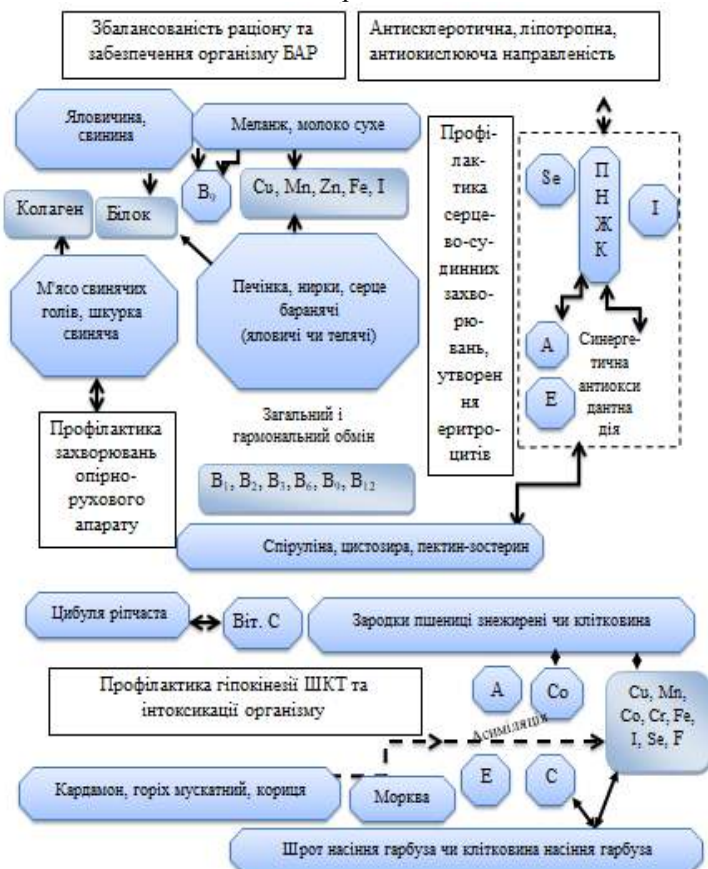 Збалансованість раціону та
забезпечення організму БАР
Антисклеротична, ліпотропна,
антиокислююча направленість
Яловичина,
свинина
Меланж, молоко сухе
Профі-
лак-
тика
серце-
во-су-
динних
захво-
рю-
вань,
утворен
ня
еритро-
цитів
Se
П
Н
Ж
К
I
B9
Cu, Mn, Zn, Fe, I
Колаген
Білок
М'ясо свинячих
голів, шкурка
свиняча
Печінка, нирки, серце
баранячі
(яловичі чи телячі)
A
E
Синерге-
тична
антиокси
дантна
дія
Загальний і
гармональний обмін
Профілактика
захворювань
опірно-
рухового
апарату
B1, B2, B3, B6, B9, B12
Спіруліна, цистозира, пектин-зостерин
Цибуля ріпчаста
Віт. С
Зародки пшениці знежирені чи клітковина
Профілактика гіпокінезії ШКТ та
інтоксикації організму
A
Co
Cu, Mn,
Co, Cr, Fe,
I, Se, F
Асиміляція
Кардамон, горіх мускатний, кориця
Морква
E
C
Шрот насіння гарбуза чи клітковина насіння гарбуза